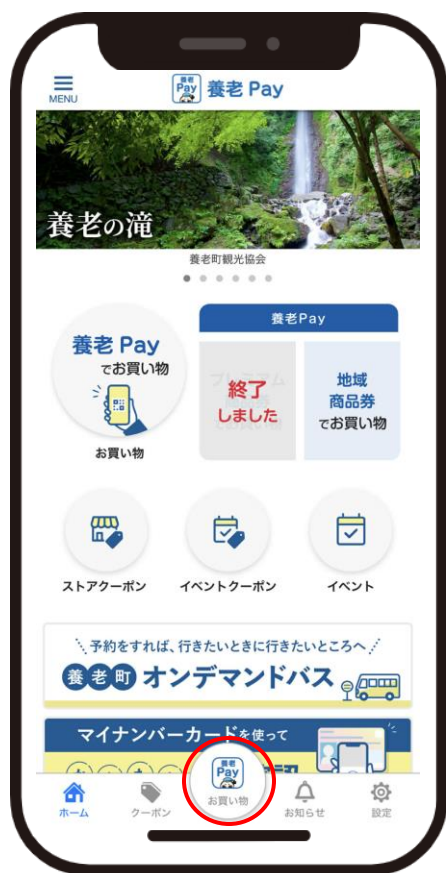 MENU
養老
Pay
養老 Pay
養老の滝
養老町観光協会
養老 Pay
でお買い物
お買い物
養老Pay
終了
しました
地域
商品券
でお買い物
ストアクーポン
イベントクーポン
イベント
予約をすれば、行きたいときに行きたいところへ
養老町 オンデマンドバス
マイナンバーカードを使って
養老
Pay
ホーム
クーポン
お買い物
お知らせ
設定